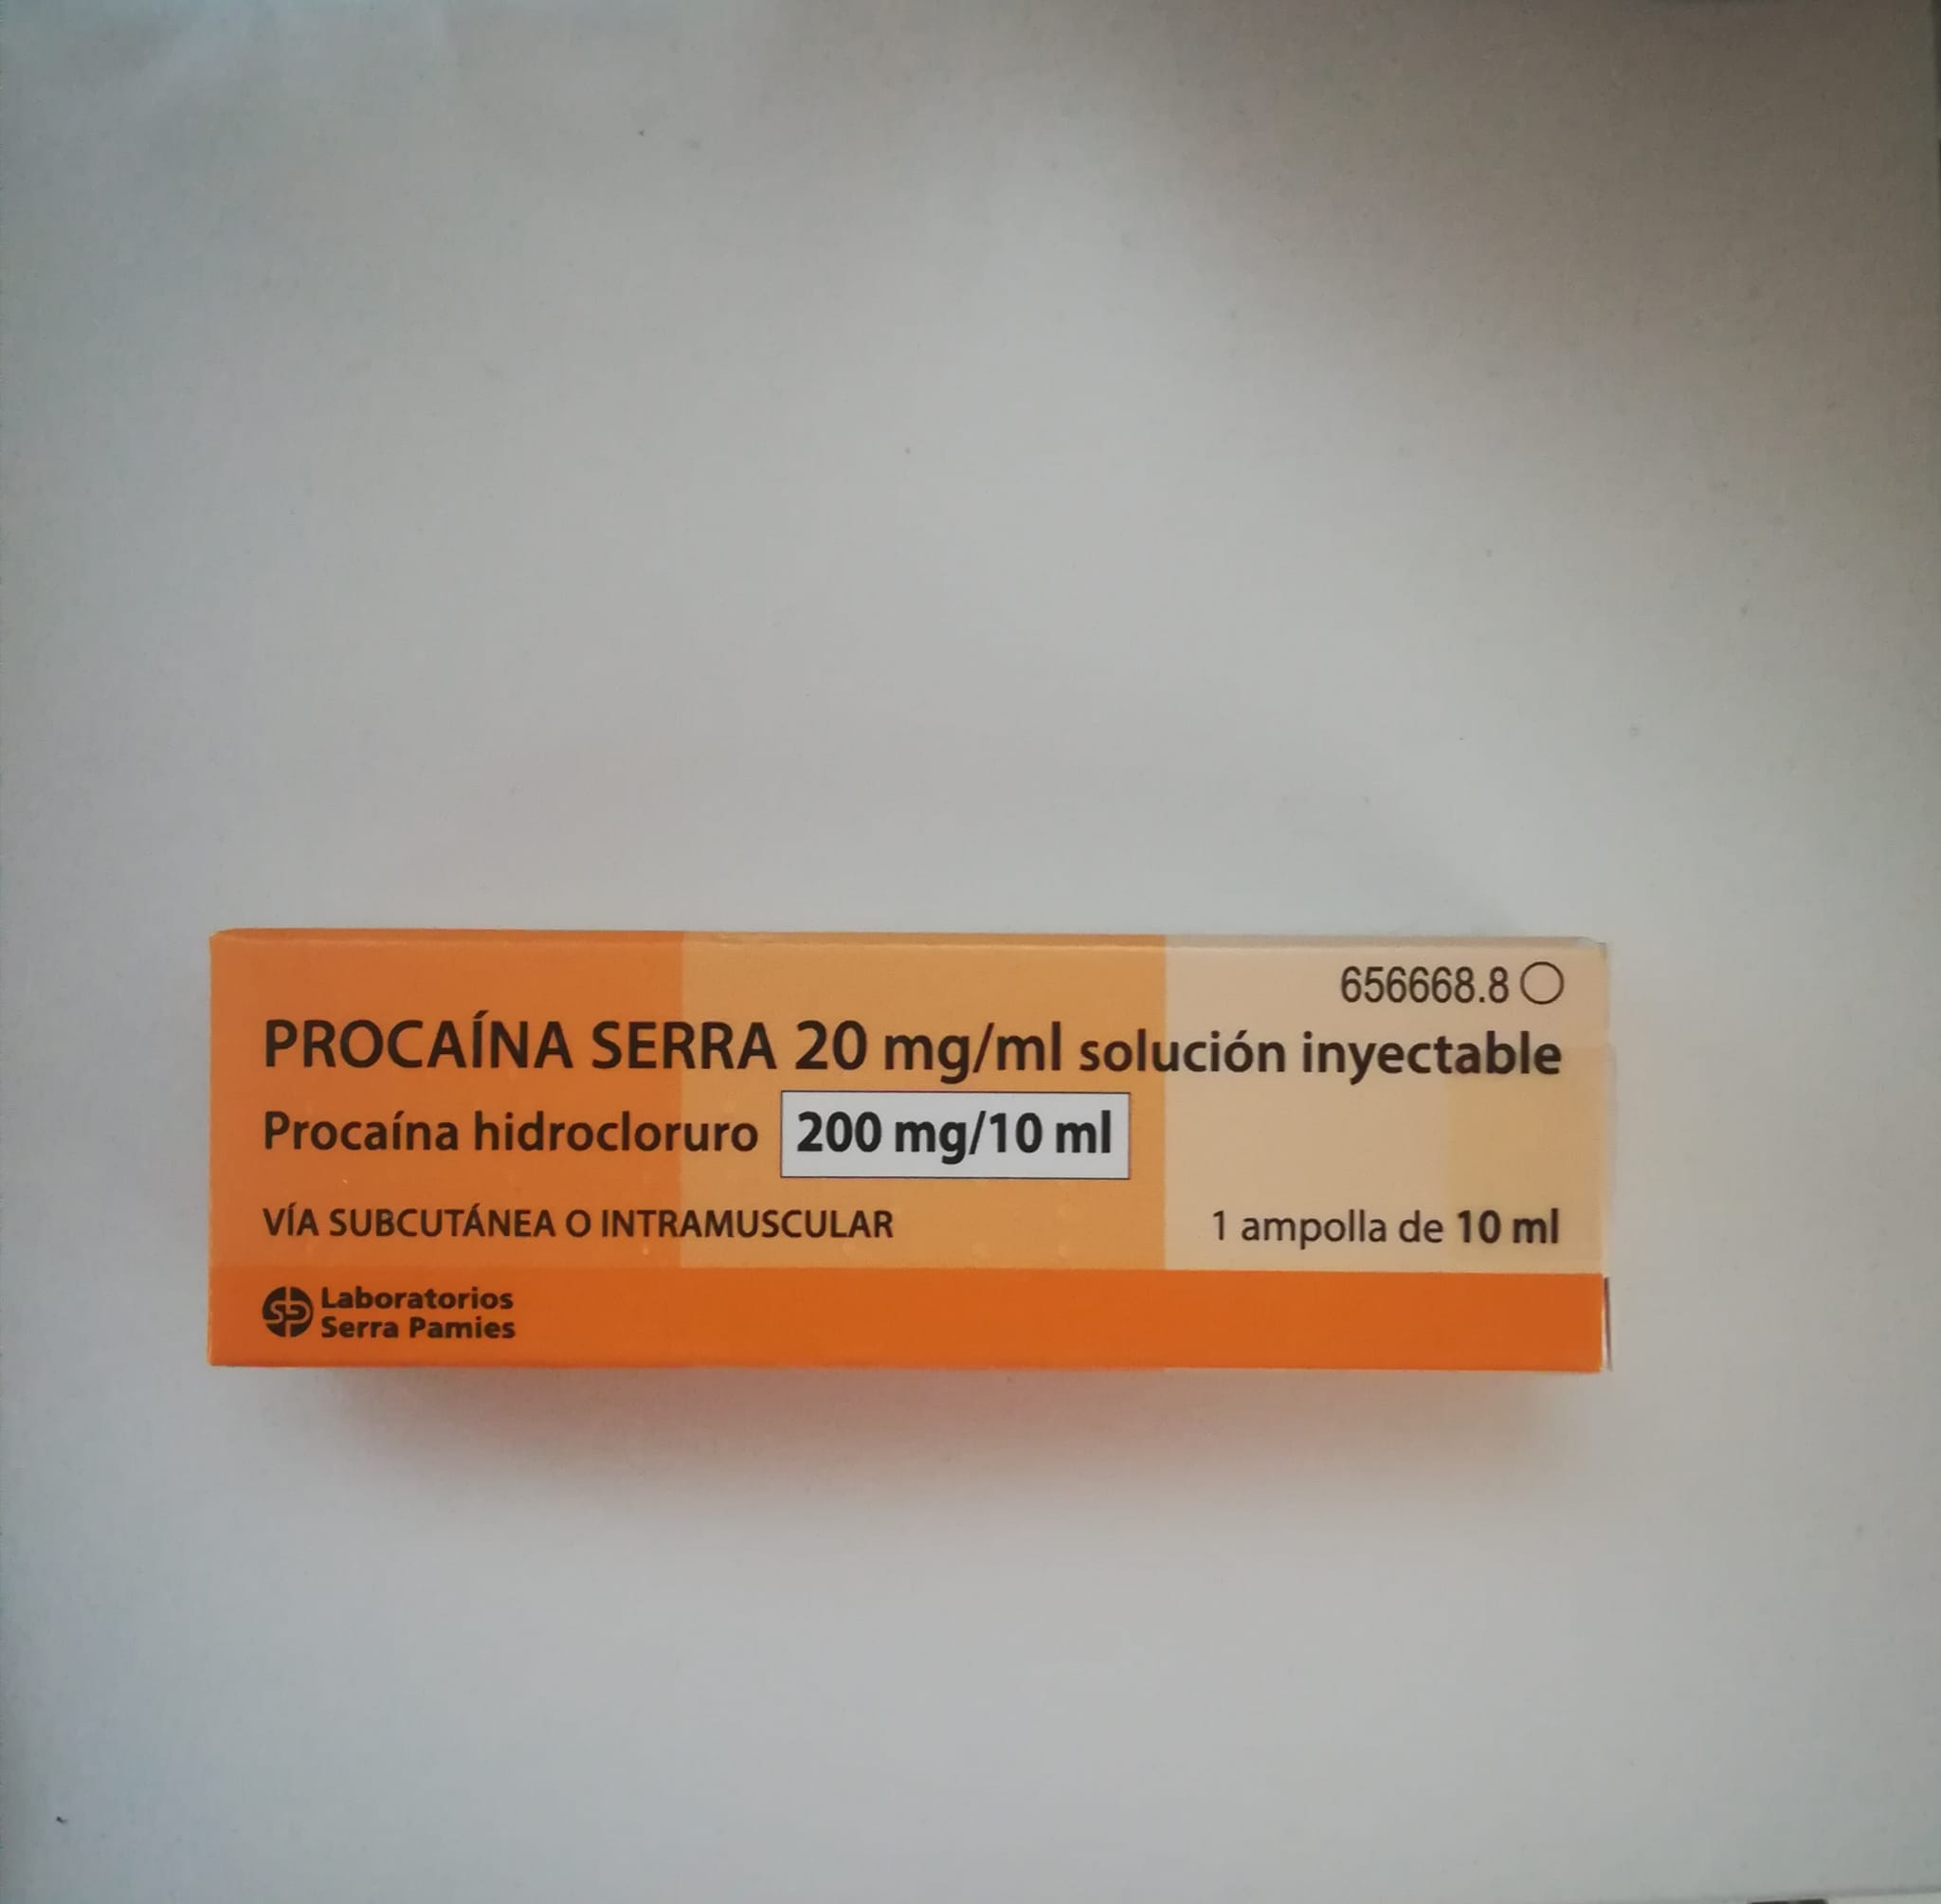 656668.8
PROCAÍNA SERRA 20 mg/ml solución inyectable
Procaína hidrocloruro 200 mg/10 ml
VÍA SUBCUTÁNEA O INTRAMUSCULAR
1 ampolla de 10 ml
Laboratorios
Serra Pamies